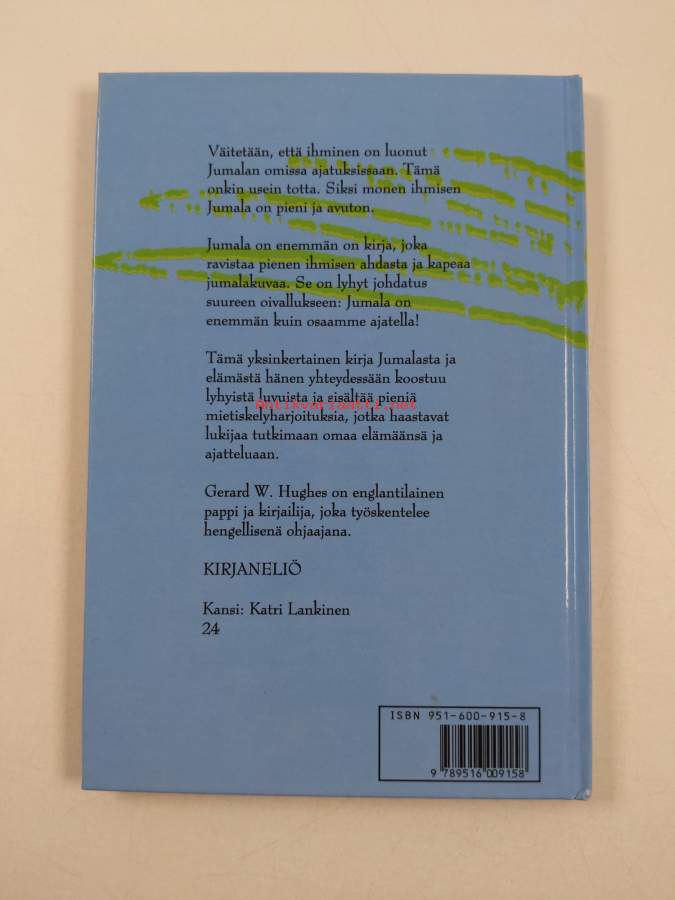 Väitetään, että ihminen on luonut
Jumalan omissa ajatuksissaan. Tämä
onkin usein totta. Siksi monen ihmisen
Jumala on pieni ja avuton.
Jumala on enemmän on kirja, joka
ravistaa pienen ihmisen ahdasta ja kapeaa
jumalakuvaa. Se on lyhyt johdatus
suureen oivallukseen: Jumala on
enemmän kuin osaamme ajatella!
Tämä yksinkertainen kirja Jumalasta ja
elämästä hänen yhteydessään koostuu
lyhyistä luvuista ja sisältää pieniä
antikvariaatti.net
mietiskelyharjoituksia, jotka haastavat
lukijaa tutkimaan omaa elämäänsä ja
ajatteluaan.
Gerard W. Hughes on englantilainen
pappi ja kirjailija, joka työskentelee
hengellisenä ohjaajana.
KIRJANELIÖ
Kansi: Katri Lankinen
24
ISBN 951-600-915-8
9 789516 009158